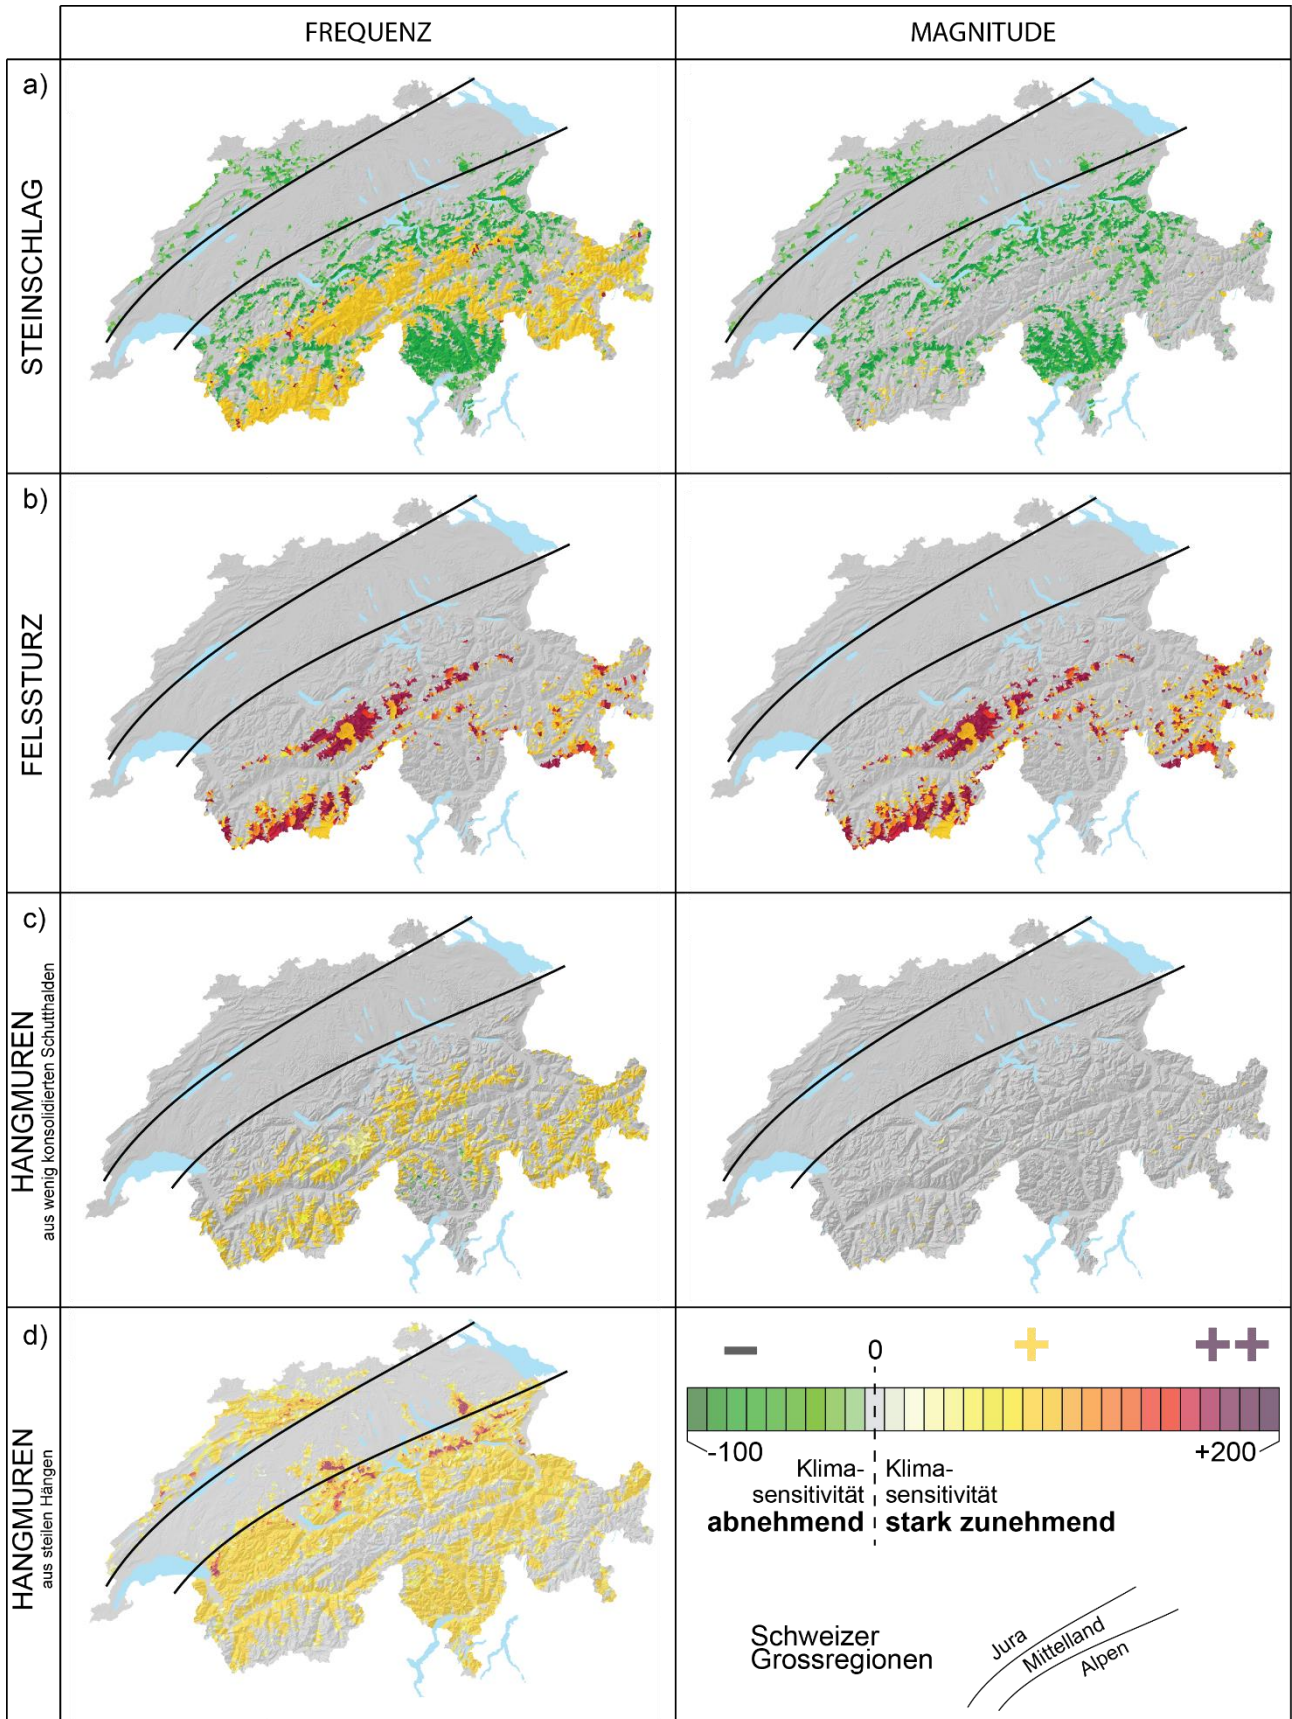 FREQUENZ
MAGNITUDE
a)
STEINSCHLAG
b)
FELSSTURZ
c)
HANGMUREN
aus wenig konsolidierten Schutthalden
d)
HANGMUREN
aus steilen Hängen
− 0 + ++
-100 +200
Klima-
sensitivität
abnehmend
Klima-
sensitivität
stark zunehmend
Schweizer
Grossregionen
Jura
Mittelland
Alpen